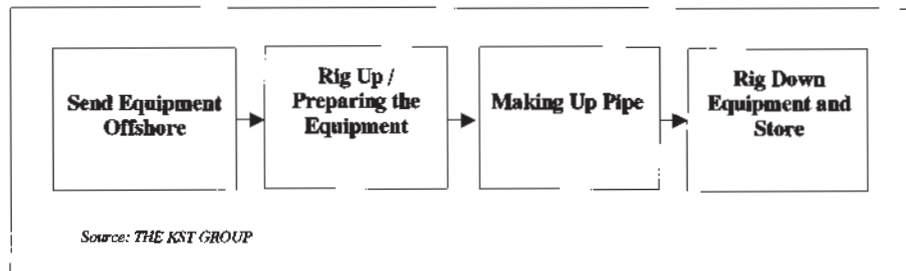 Send Equipment
Offshore
Rig Up /
Preparing the
Equipment
Making Up Pipe
Rig Down
Equipment and
Store
Source: THE KST GROUP